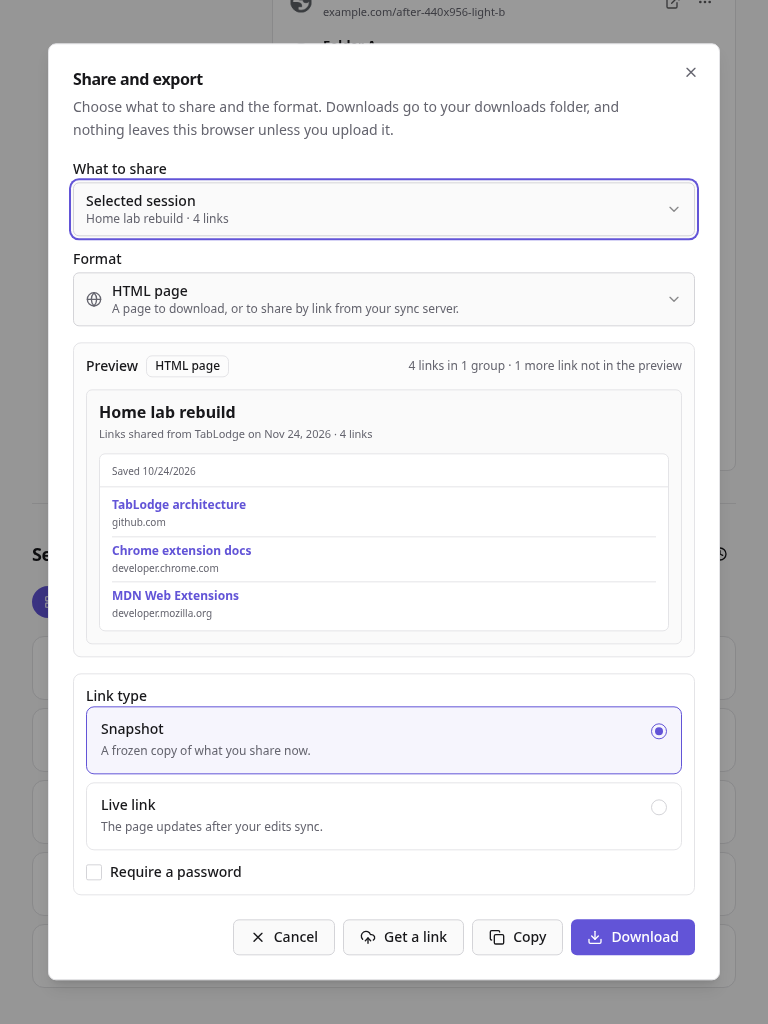 example.com/after-440x956-light-b
Share and export
Choose what to share and the format. Downloads go to your downloads folder, and
nothing leaves this browser unless you upload it.
What to share
Selected session
Home lab rebuild · 4 links
Format
HTML page
A page to download, or to share by link from your sync server.
Preview
HTML page
4 links in 1 group · 1 more link not in the preview
Home lab rebuild
Links shared from TabLodge on Nov 24, 2026 · 4 links
Saved 10/24/2026
TabLodge architecture
github.com
Chrome extension docs
developer.chrome.com
MDN Web Extensions
developer.mozilla.org
Link type
Snapshot
A frozen copy of what you share now.
Live link
The page updates after your edits sync.
Require a password
Cancel
Get a link
Copy
Download